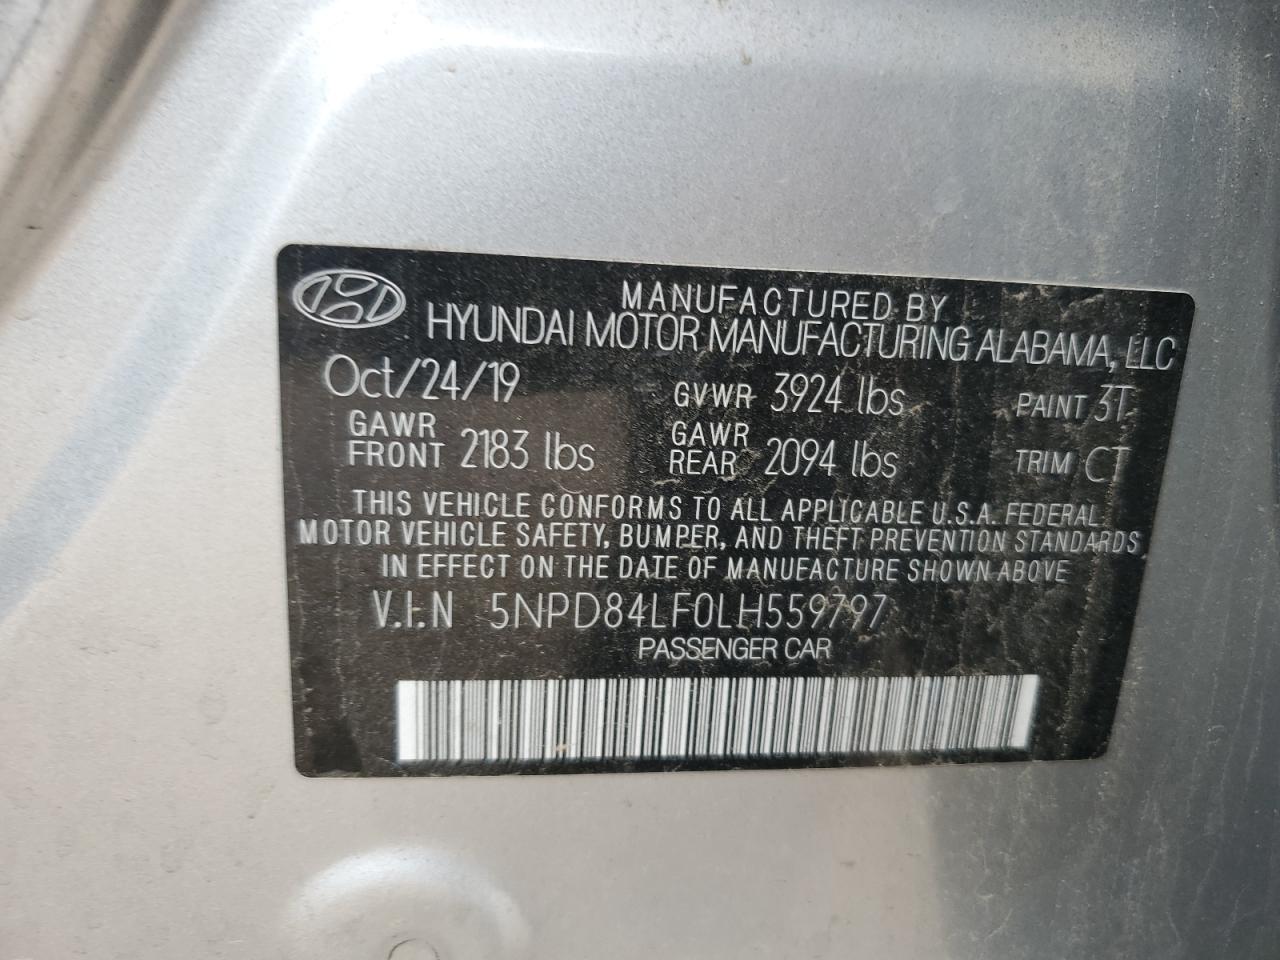 MANUFACTURED BY
HYUNDAI MOTOR MANUFACTURING ALABAMA, LLC
Oct/24/19 GVWR 3924 lbs PAINT 3T
GAWR FRONT 2183 lbs GAWR REAR 2094 lbs TRIM CT
THIS VEHICLE CONFORMS TO ALL APPLICABLE U.S.A. FEDERAL
MOTOR VEHICLE SAFETY, BUMPER, AND THEFT PREVENTION STANDARDS
IN EFFECT ON THE DATE OF MANUFACTURE SHOWN ABOVE
V.I.N 5NPD84LF0LH559797
PASSENGER CAR